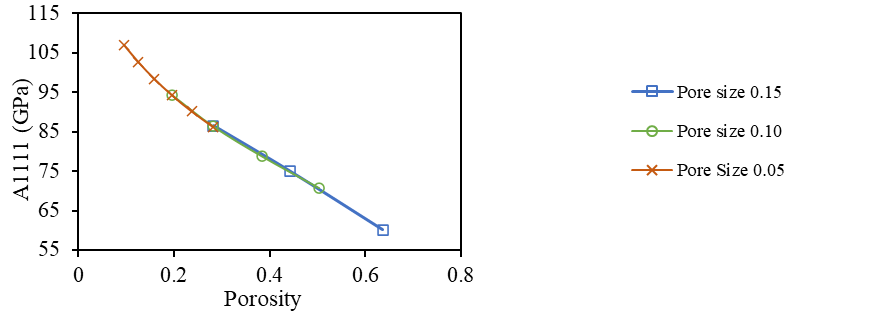 115
105
95
85
75
65
55
A1111 (GPa)
0
0.2
0.4
0.6
0.8
Porosity
Pore size 0.15
Pore size 0.10
Pore Size 0.05